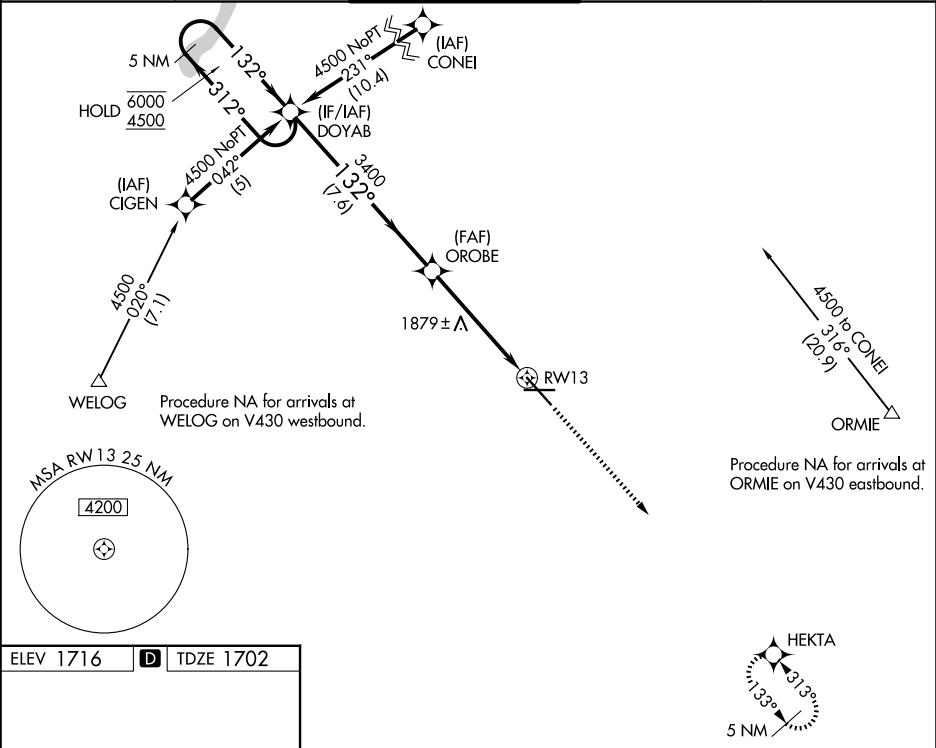 5 NM
132°
312°
HOLD
6000
4500
4500 NoPT
231°
(10.4)
(IAF)
CONEI
(IF/IAF)
DOYAB
4500 NoPT
042°
(5)
(IAF)
CIGEN
3400
132°
(7.6)
(FAF)
OROBE
4500
020°
(7.1)
1879±
RW13
WELOG
Procedure NA for arrivals at
WELOG on V430 westbound.
4500 to CONEI
316°
(20.9)
ORMIE
Procedure NA for arrivals at
ORMIE on V430 eastbound.
MSA RW13 25 NM
4200
ELEV 1716 D TDZE 1702
HEKTA
313°
133°
5 NM